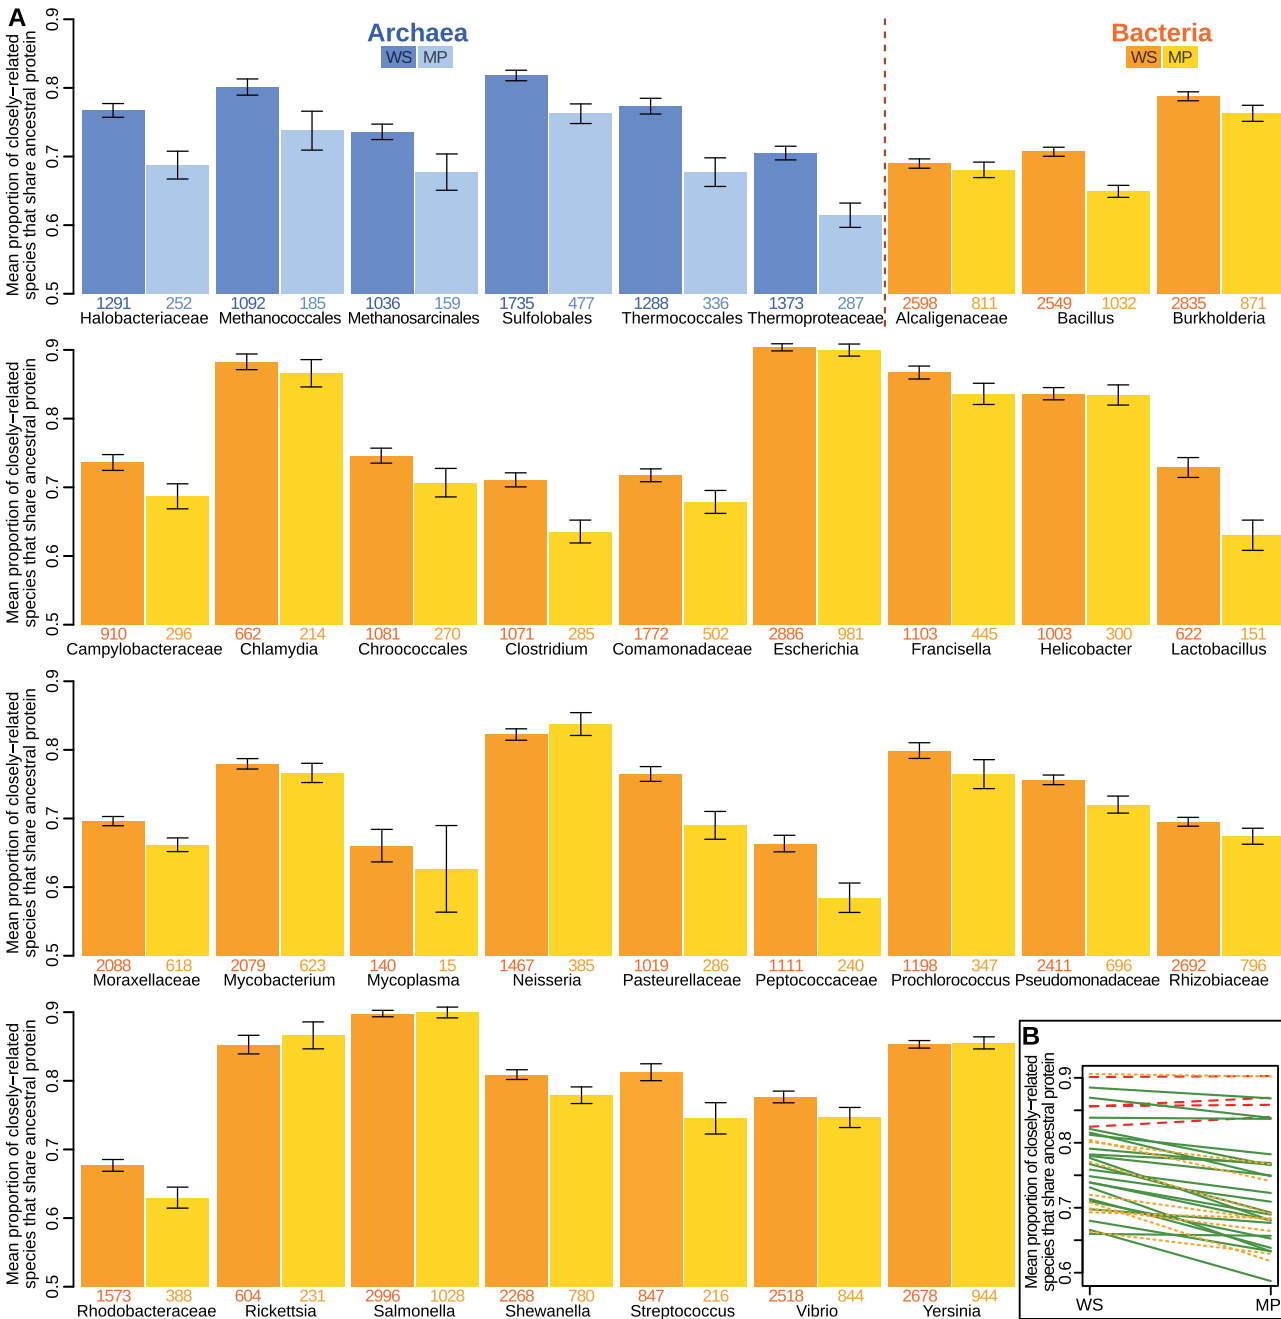 A
Archaea
WS MP
Bacteria
WS MP
Mean proportion of closely−related
species that share ancestral protein
0.9
0.8
0.7
0.6
0.5
1291 252 1092 185 1036 159 1735 477 1288 336 1373 287 2598 811 2549 1032 2835 871
Halobacteriaceae Methanococcales Methanosarcinales Sulfolobales Thermococcales Thermoproteaceae Alcaligenaceae Bacillus Burkholderia
Mean proportion of closely−related
species that share ancestral protein
0.9
0.8
0.7
0.6
0.5
910 296 662 214 1081 270 1071 285 1772 502 2886 981 1103 445 1003 300 622 151
Campylobacteraceae Chlamydia Chroococcales Clostridium Comamonadaceae Escherichia Francisella Helicobacter Lactobacillus
Mean proportion of closely−related
species that share ancestral protein
0.9
0.8
0.7
0.6
0.5
2088 618 2079 623 140 15 1467 385 1019 286 1111 240 1198 347 2411 696 2692 796
Moraxellaceae Mycobacterium Mycoplasma Neisseria Pasteurellaceae Peptococcaceae Prochlorococcus Pseudomonadaceae Rhizobiaceae
Mean proportion of closely−related
species that share ancestral protein
0.9
0.8
0.7
0.6
0.5
1573 388 604 231 2996 1028 2268 780 847 216 2518 844 2678 944
Rhodobacteraceae Rickettsia Salmonella Shewanella Streptococcus Vibrio Yersinia
B
Mean proportion of closely−related
species that share ancestral protein
0.9
0.8
0.7
0.6
WS MP